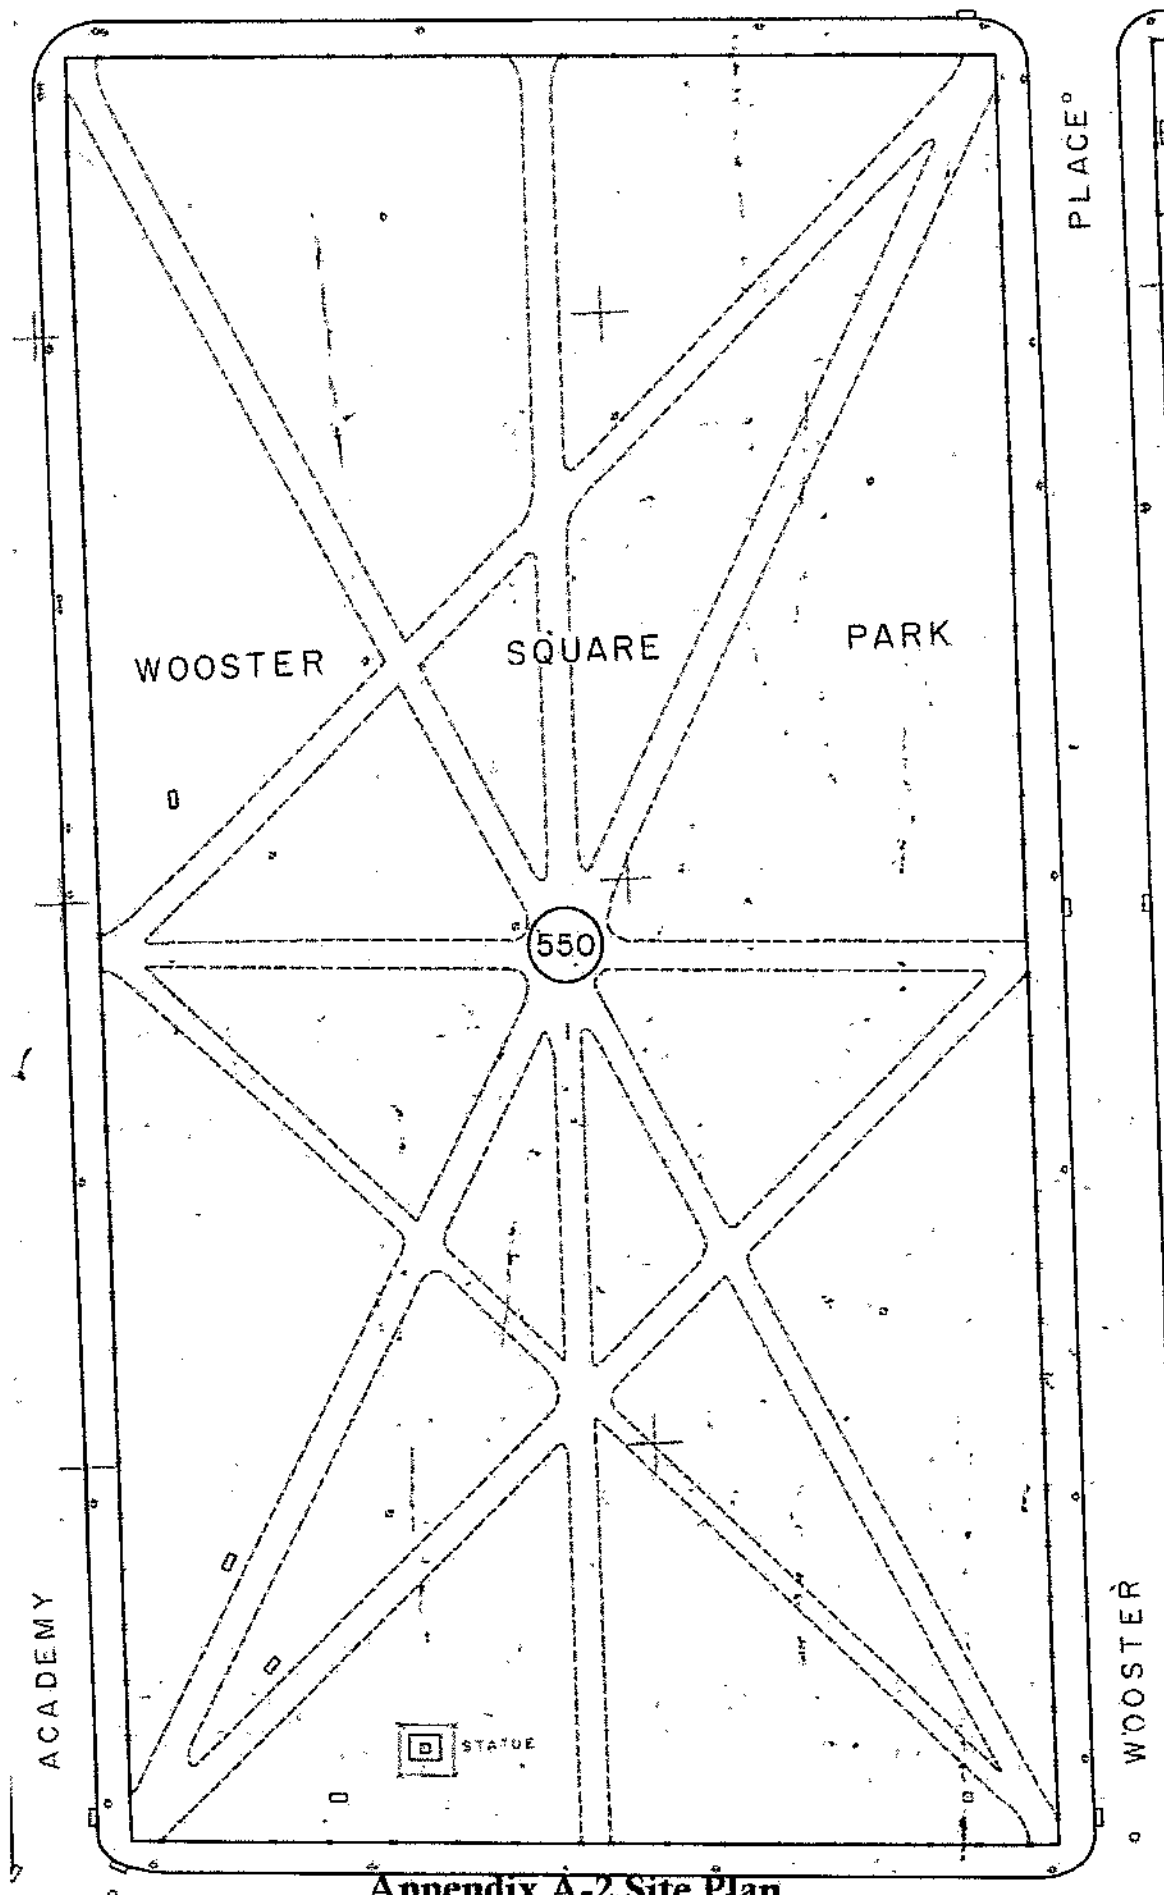 PLACE
WOOSTER SQUARE PARK
550
ACADEMY
WOOSTER
STATUE
Appendix A-2 Site Plan